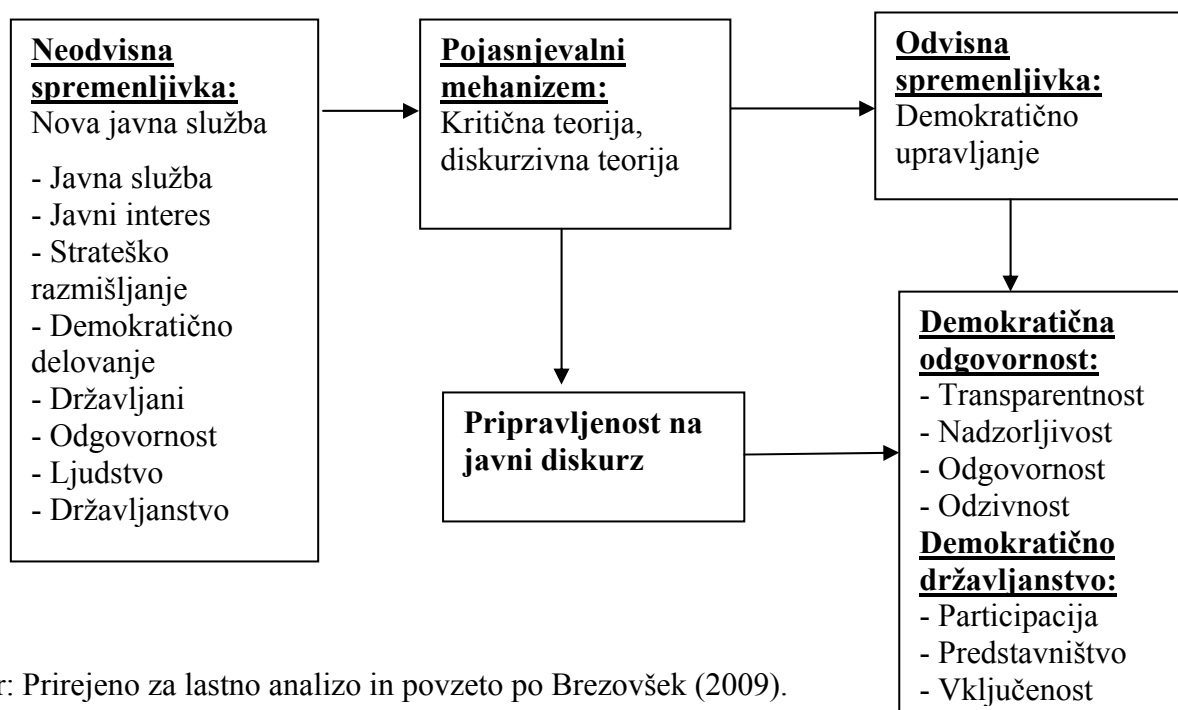 Neodvisna
spremenljivka:
Nova javna služba
- Javna služba
- Javni interes
- Strateško
razmišljanje
- Demokratično
delovanje
- Državljani
- Odgovornost
- Ljudstvo
- Državljanstvo
Pojasnjevalni
mehanizem:
Kritična teorija,
diskurzivna teorija
Odvisna
spremenljivka:
Demokratično
upravljanje
Pripravljenost na
javni diskurz
Demokratična
odgovornost:
- Transparentnost
- Nadzorljivost
- Odgovornost
- Odzivnost
Demokratično
državljanstvo:
- Participacija
- Predstavništvo
- Vključenost
r: Prirejeno za lastno analizo in povzeto po Brezovšek (2009).